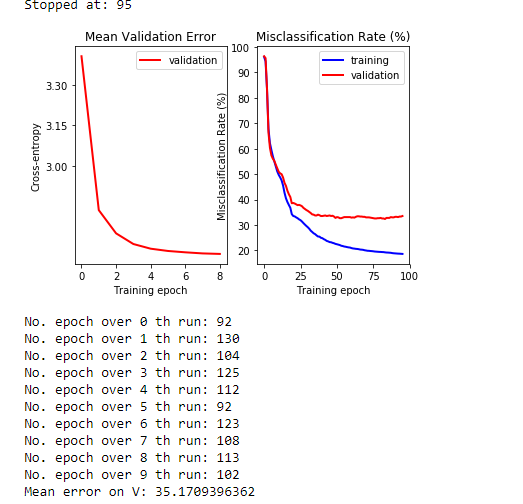 Stopped at: 95
Mean Validation Error
Misclassification Rate (%)
validation
training
validation
3.30
3.15
3.00
Cross-entropy
0 2 4 6 8
Training epoch
100
90
80
70
60
50
40
30
20
Misclassification Rate (%)
0 25 50 75 100
Training epoch
No. epoch over 0 th run: 92
No. epoch over 1 th run: 130
No. epoch over 2 th run: 104
No. epoch over 3 th run: 125
No. epoch over 4 th run: 112
No. epoch over 5 th run: 92
No. epoch over 6 th run: 123
No. epoch over 7 th run: 108
No. epoch over 8 th run: 113
No. epoch over 9 th run: 102
Mean error on V: 35.1709396362